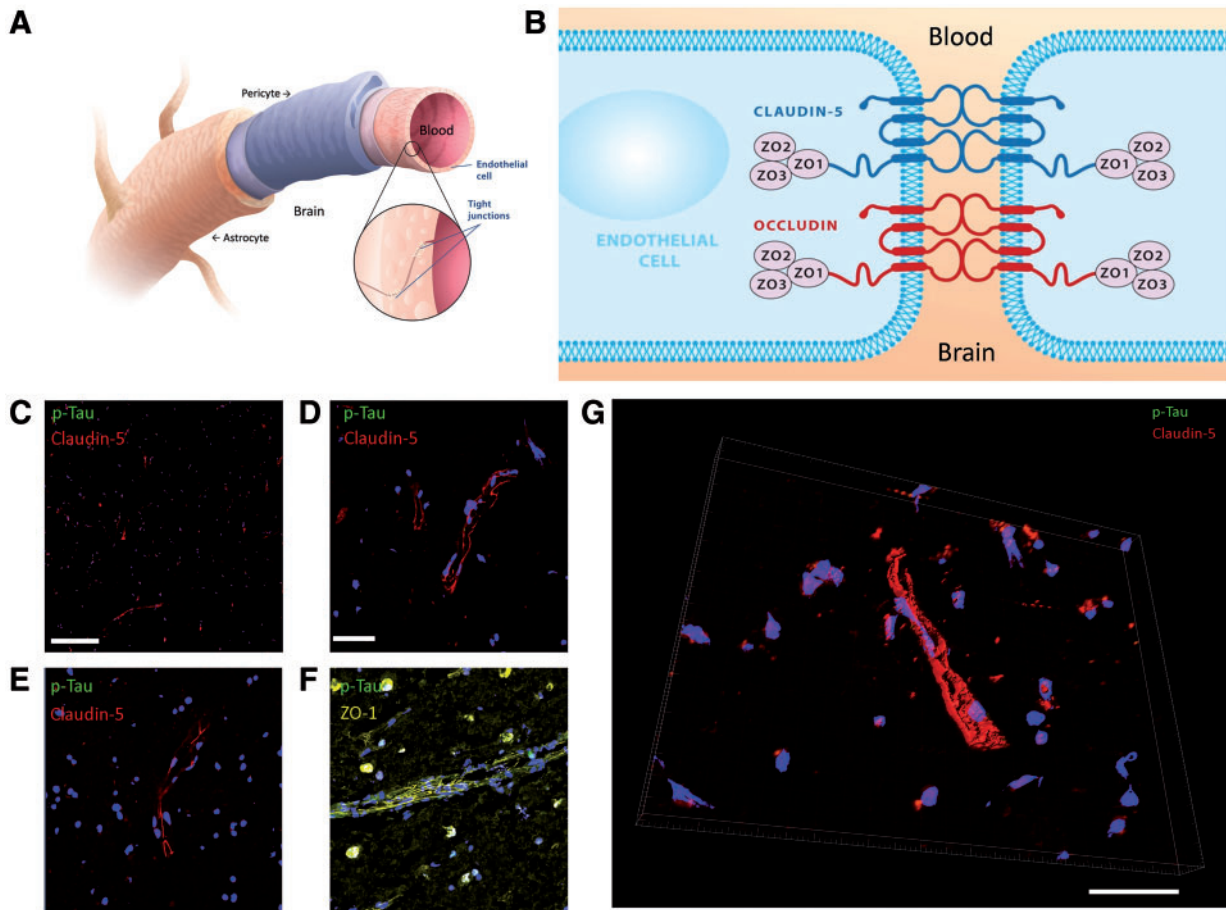 A
Pericyte →
Blood
Endothelial
cell
Tight
junctions
Brain
← Astrocyte
B
Blood
CLAUDIN-5
ZO2
ZO1
ZO3
ZO2
ZO1
ZO3
OCCLUDIN
ENDOTHELIAL
CELL
ZO2
ZO1
ZO3
ZO2
ZO1
ZO3
Brain
C
p-Tau
Claudin-5
D
p-Tau
Claudin-5
E
p-Tau
Claudin-5
F
p-Tau
ZO-1
G
p-Tau
Claudin-5